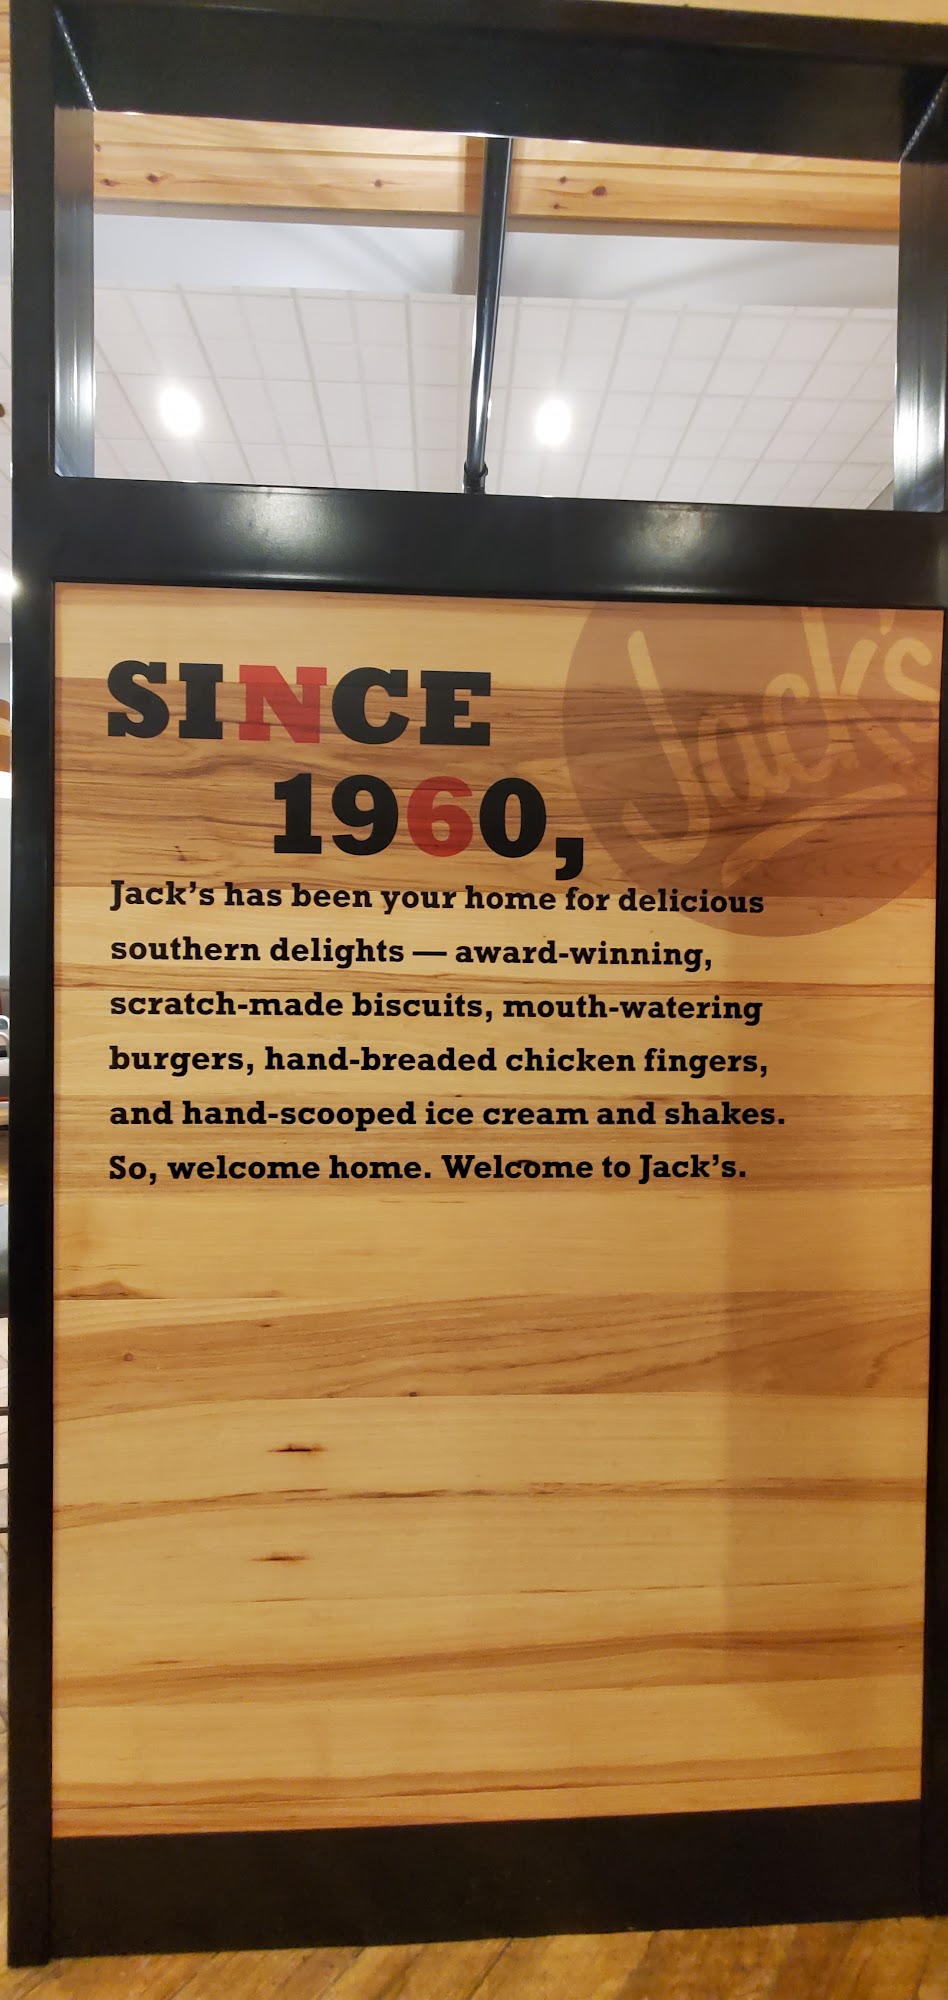 Jack's
SINCE
1960,
Jack's has been your home for delicious
southern delights — award-winning,
scratch-made biscuits, mouth-watering
burgers, hand-breaded chicken fingers,
and hand-scooped ice cream and shakes.
So, welcome home. Welcome to Jack's.